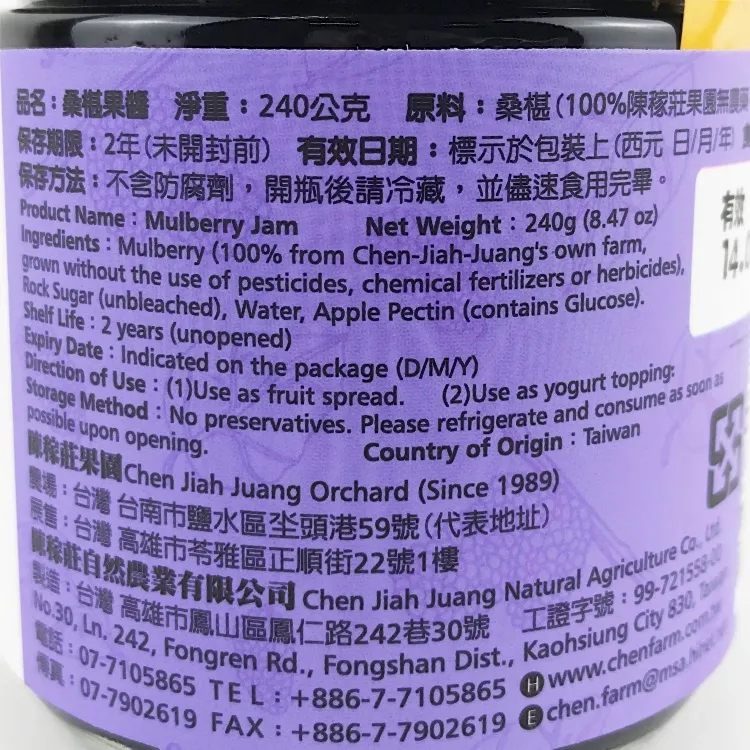 品名：桑椹果醬 淨重：240公克 原料：桑椹(100%陳稼莊果園無農
保存期限：2年(未開封前) 有效日期：標示於包裝上(西元 日/月/年)
保存方法：不含防腐劑，開瓶後請冷藏，並儘速食用完畢。
Product Name：Mulberry Jam Net Weight：240g (8.47 oz)
Ingredients：Mulberry (100% from Chen-Jiah-Juang's own farm,
grown without the use of pesticides, chemical fertilizers or herbicides),
Rock Sugar (unbleached), Water, Apple Pectin (contains Glucose).
Shelf Life：2 years (unopened)
Expiry Date：Indicated on the package (D/M/Y)
Direction of Use：(1)Use as fruit spread. (2)Use as yogurt topping:
Storage Method：No preservatives. Please refrigerate and consume as soon as
possible upon opening. Country of Origin：Taiwan
陳稼莊果園 Chen Jiah Juang Orchard (Since 1989)
農場：台灣 台南市鹽水區坔頭港59號(代表地址)
展售：台灣 高雄市苓雅區正順街22號1樓
陳稼莊自然農業有限公司 Chen Jiah Juang Natural Agriculture Co., Ltd.
製造：台灣 高雄市鳳山區鳳仁路242巷30號 工證字號：99-721558-00
No.30, Ln. 242, Fongren Rd., Fongshan Dist., Kaohsiung City 830, Taiwan
電話：07-7105865 TEL：+886-7-7105865 H www.chenfarm.com.tw
傳真：07-7902619 FAX：+886-7-7902619 E chen.farm@msa.hinet.
有效
14.